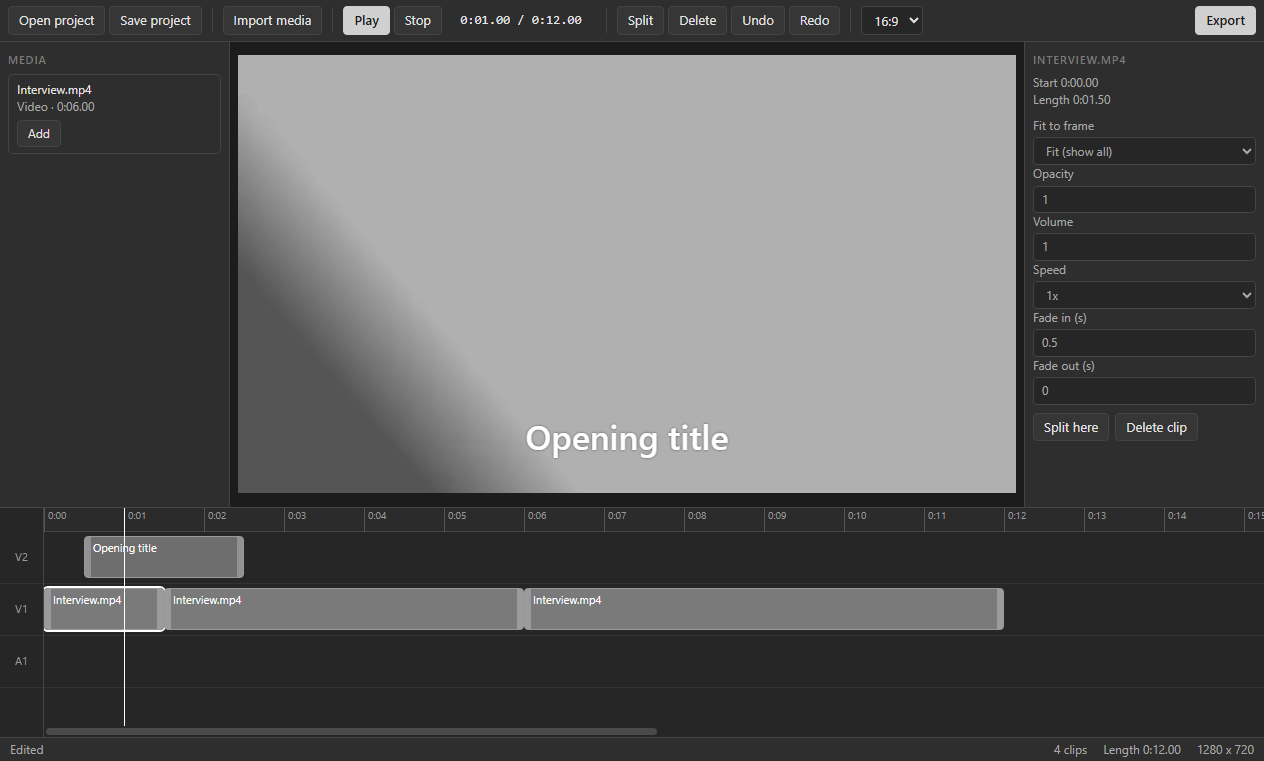 Open project Save project Import media Play Stop 0:01.00 / 0:12.00 Split Delete Undo Redo 16:9 Export
MEDIA
Interview.mp4
Video · 0:06.00
Add
Opening title
INTERVIEW.MP4
Start 0:00.00
Length 0:01.50
Fit to frame
Fit (show all)
Opacity
1
Volume
1
Speed
1x
Fade in (s)
0.5
Fade out (s)
0
Split here Delete clip
0:00 0:01 0:02 0:03 0:04 0:05 0:06 0:07 0:08 0:09 0:10 0:11 0:12 0:13 0:14 0:15
V2 Opening title
V1 Interview.mp4 Interview.mp4 Interview.mp4
A1
Edited 4 clips Length 0:12.00 1280 x 720